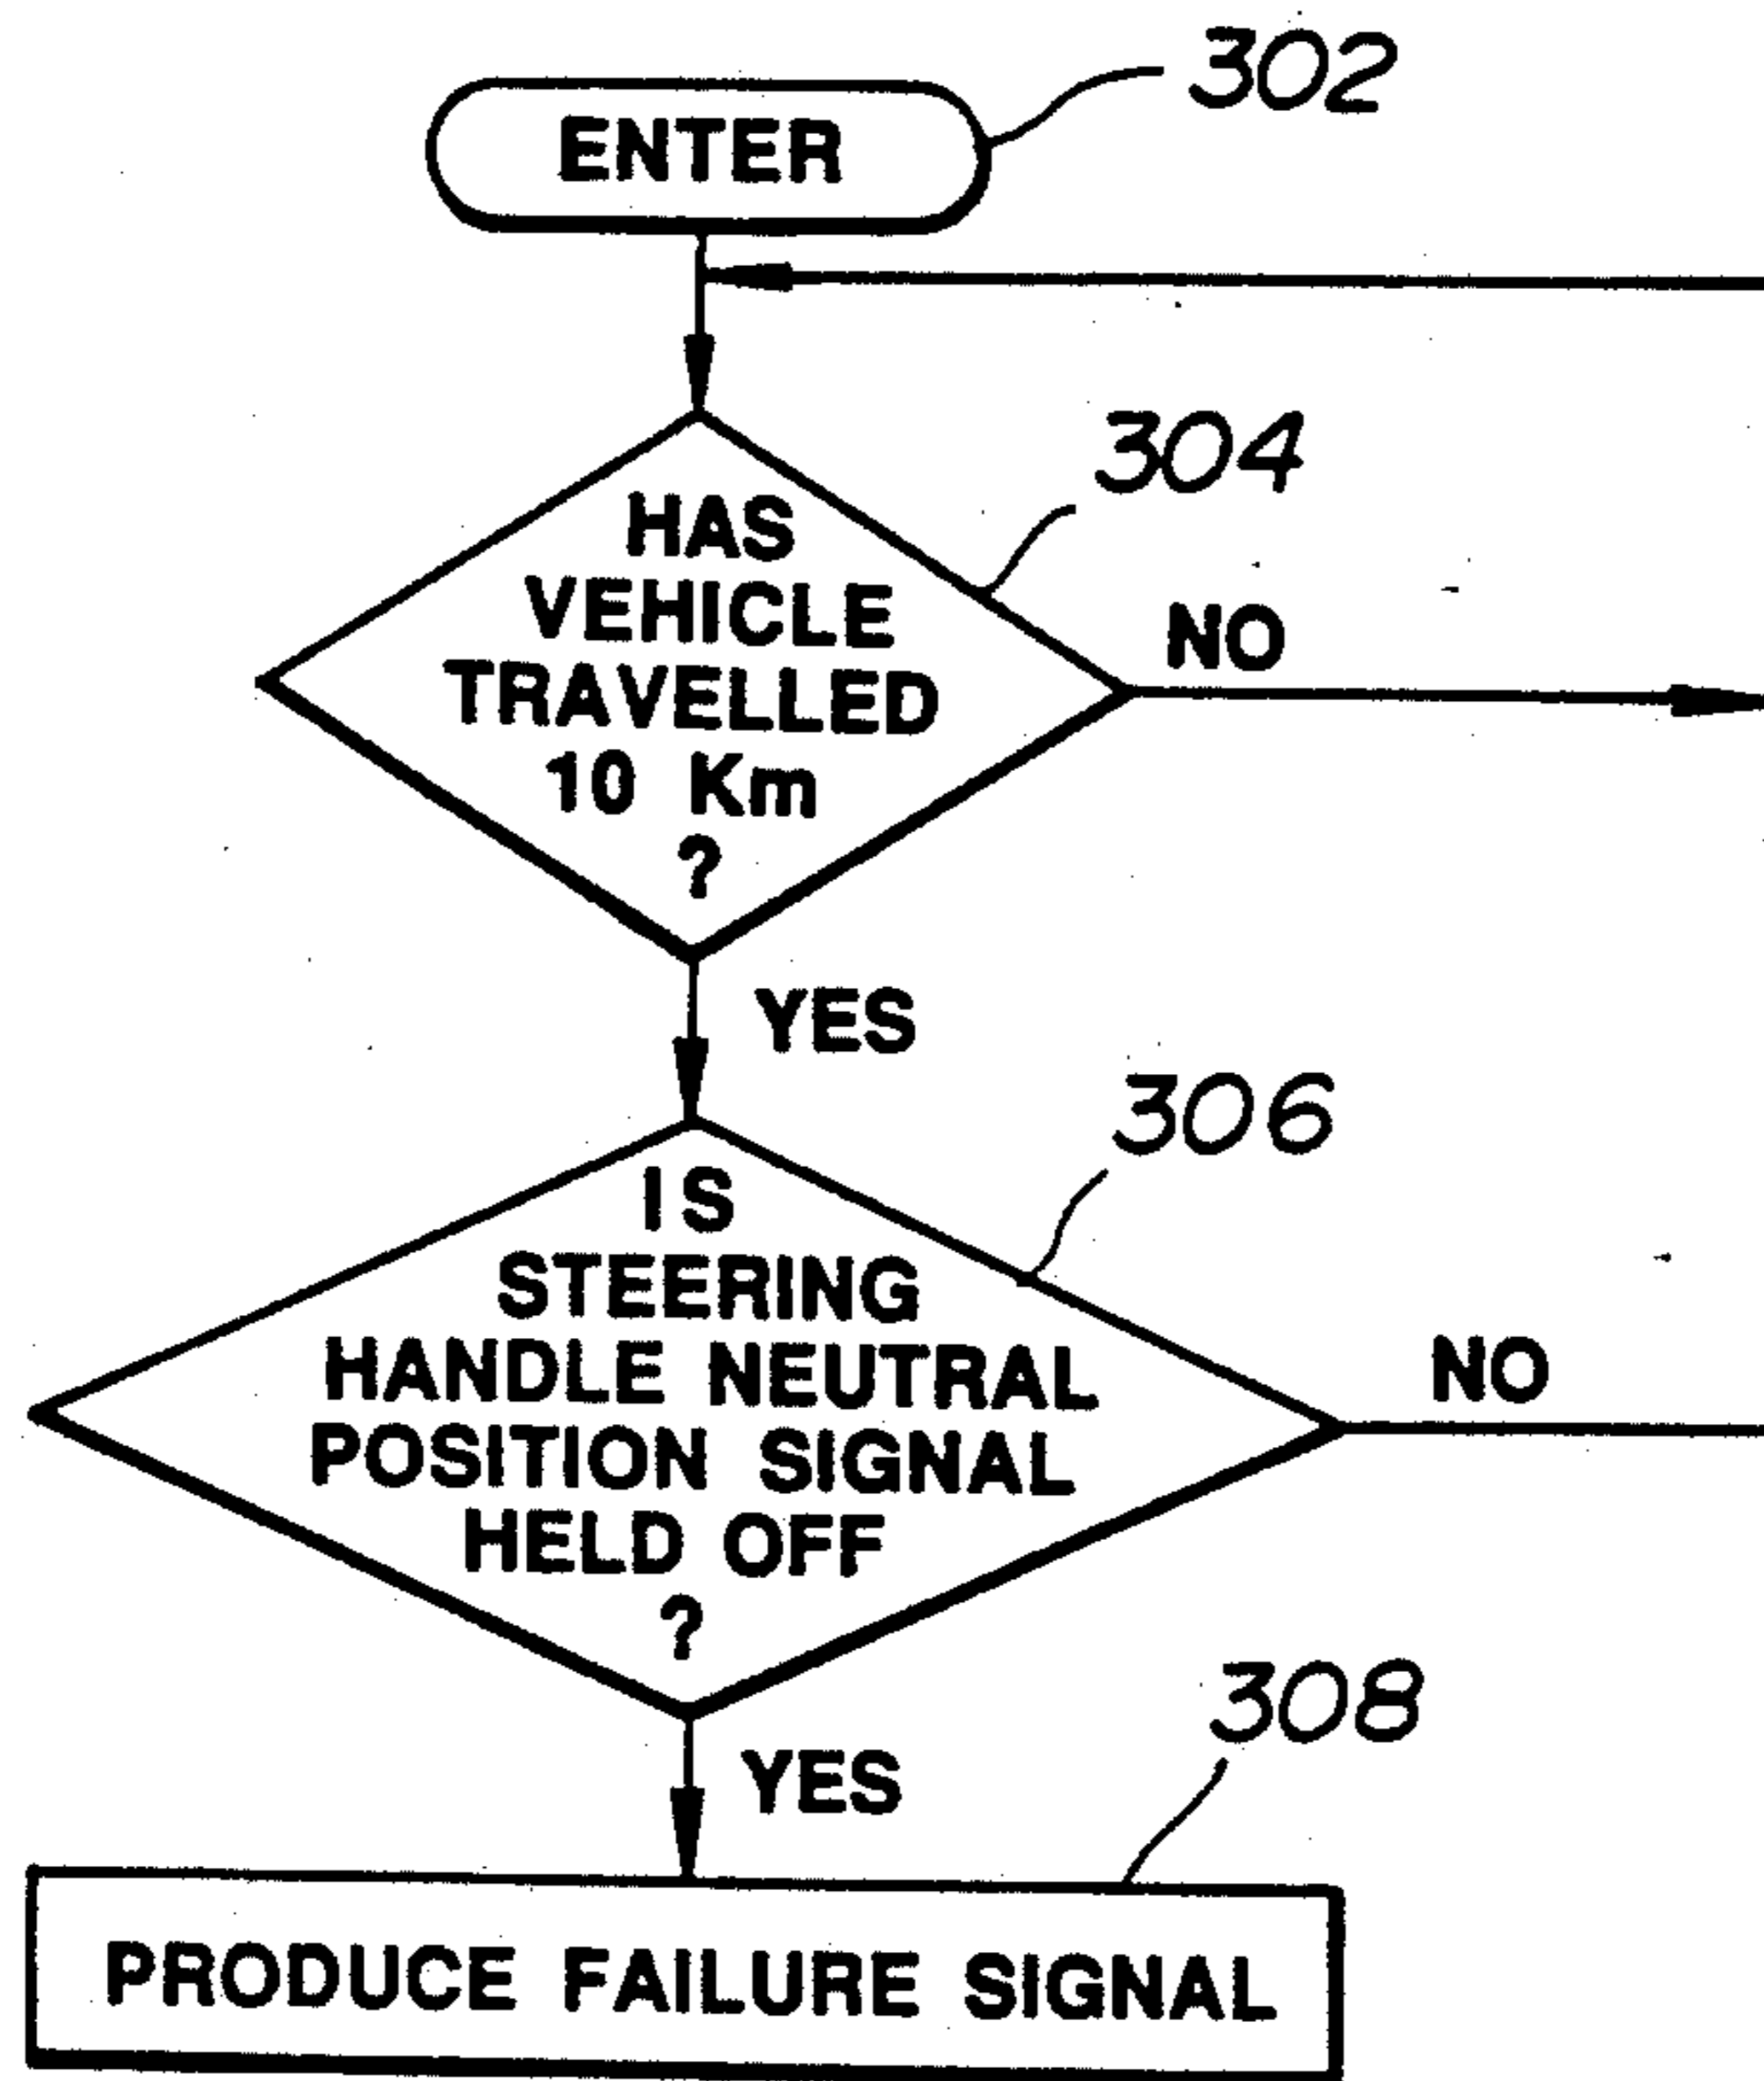 302
ENTER
304
HAS
VEHICLE
TRAVELLED
10 Km
?
NO
YES
306
IS
STEERING
HANDLE NEUTRAL
POSITION SIGNAL
HELD OFF
?
NO
YES
308
PRODUCE FAILURE SIGNAL